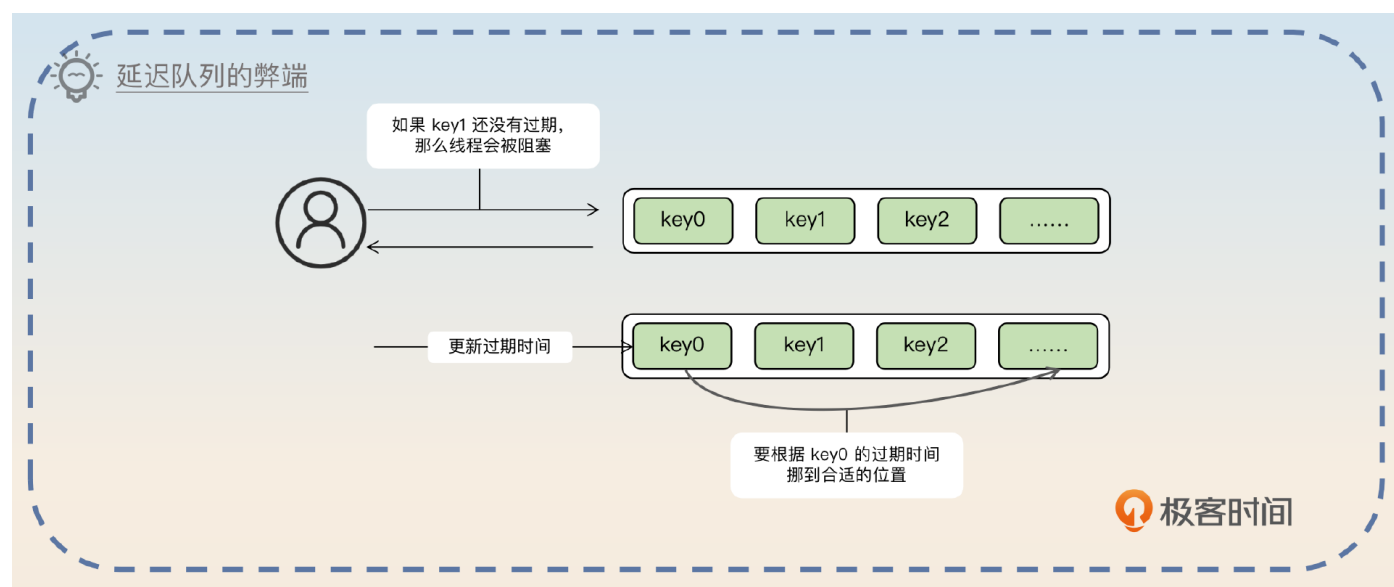 延迟队列的弊端
如果 key1 还没有过期，
那么线程会被阻塞
key0 key1 key2 ……
更新过期时间
key0 key1 key2 ……
要根据 key0 的过期时间
挪到合适的位置
极客时间